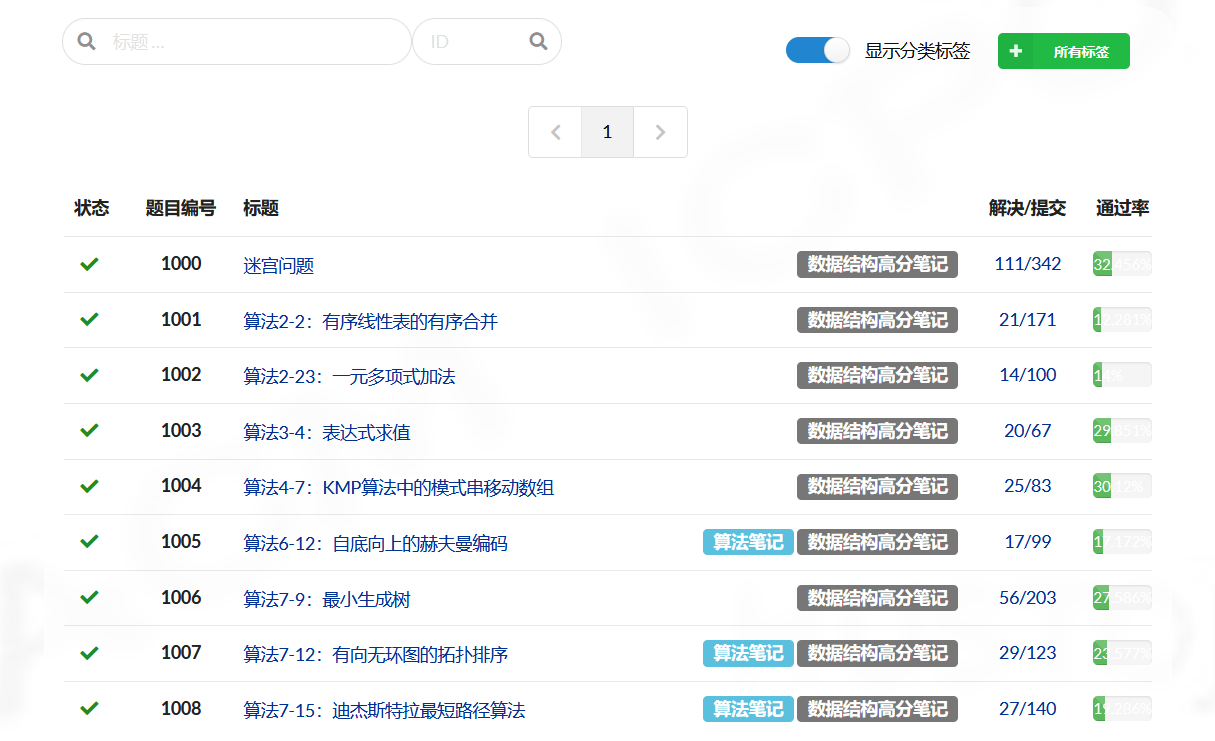 标题 ... ID 显示分类标签 所有标签
1
状态 题目编号 标题 解决/提交 通过率
1000 迷宫问题 数据结构高分笔记 111/342 32.456%
1001 算法2-2：有序线性表的有序合并 数据结构高分笔记 21/171 12.281%
1002 算法2-23：一元多项式加法 数据结构高分笔记 14/100 14%
1003 算法3-4：表达式求值 数据结构高分笔记 20/67 29.851%
1004 算法4-7：KMP算法中的模式串移动数组 数据结构高分笔记 25/83 30.12%
1005 算法6-12：自底向上的赫夫曼编码 算法笔记 数据结构高分笔记 17/99 17.172%
1006 算法7-9：最小生成树 数据结构高分笔记 56/203 27.586%
1007 算法7-12：有向无环图的拓扑排序 算法笔记 数据结构高分笔记 29/123 23.577%
1008 算法7-15：迪杰斯特拉最短路径算法 算法笔记 数据结构高分笔记 27/140 19.286%